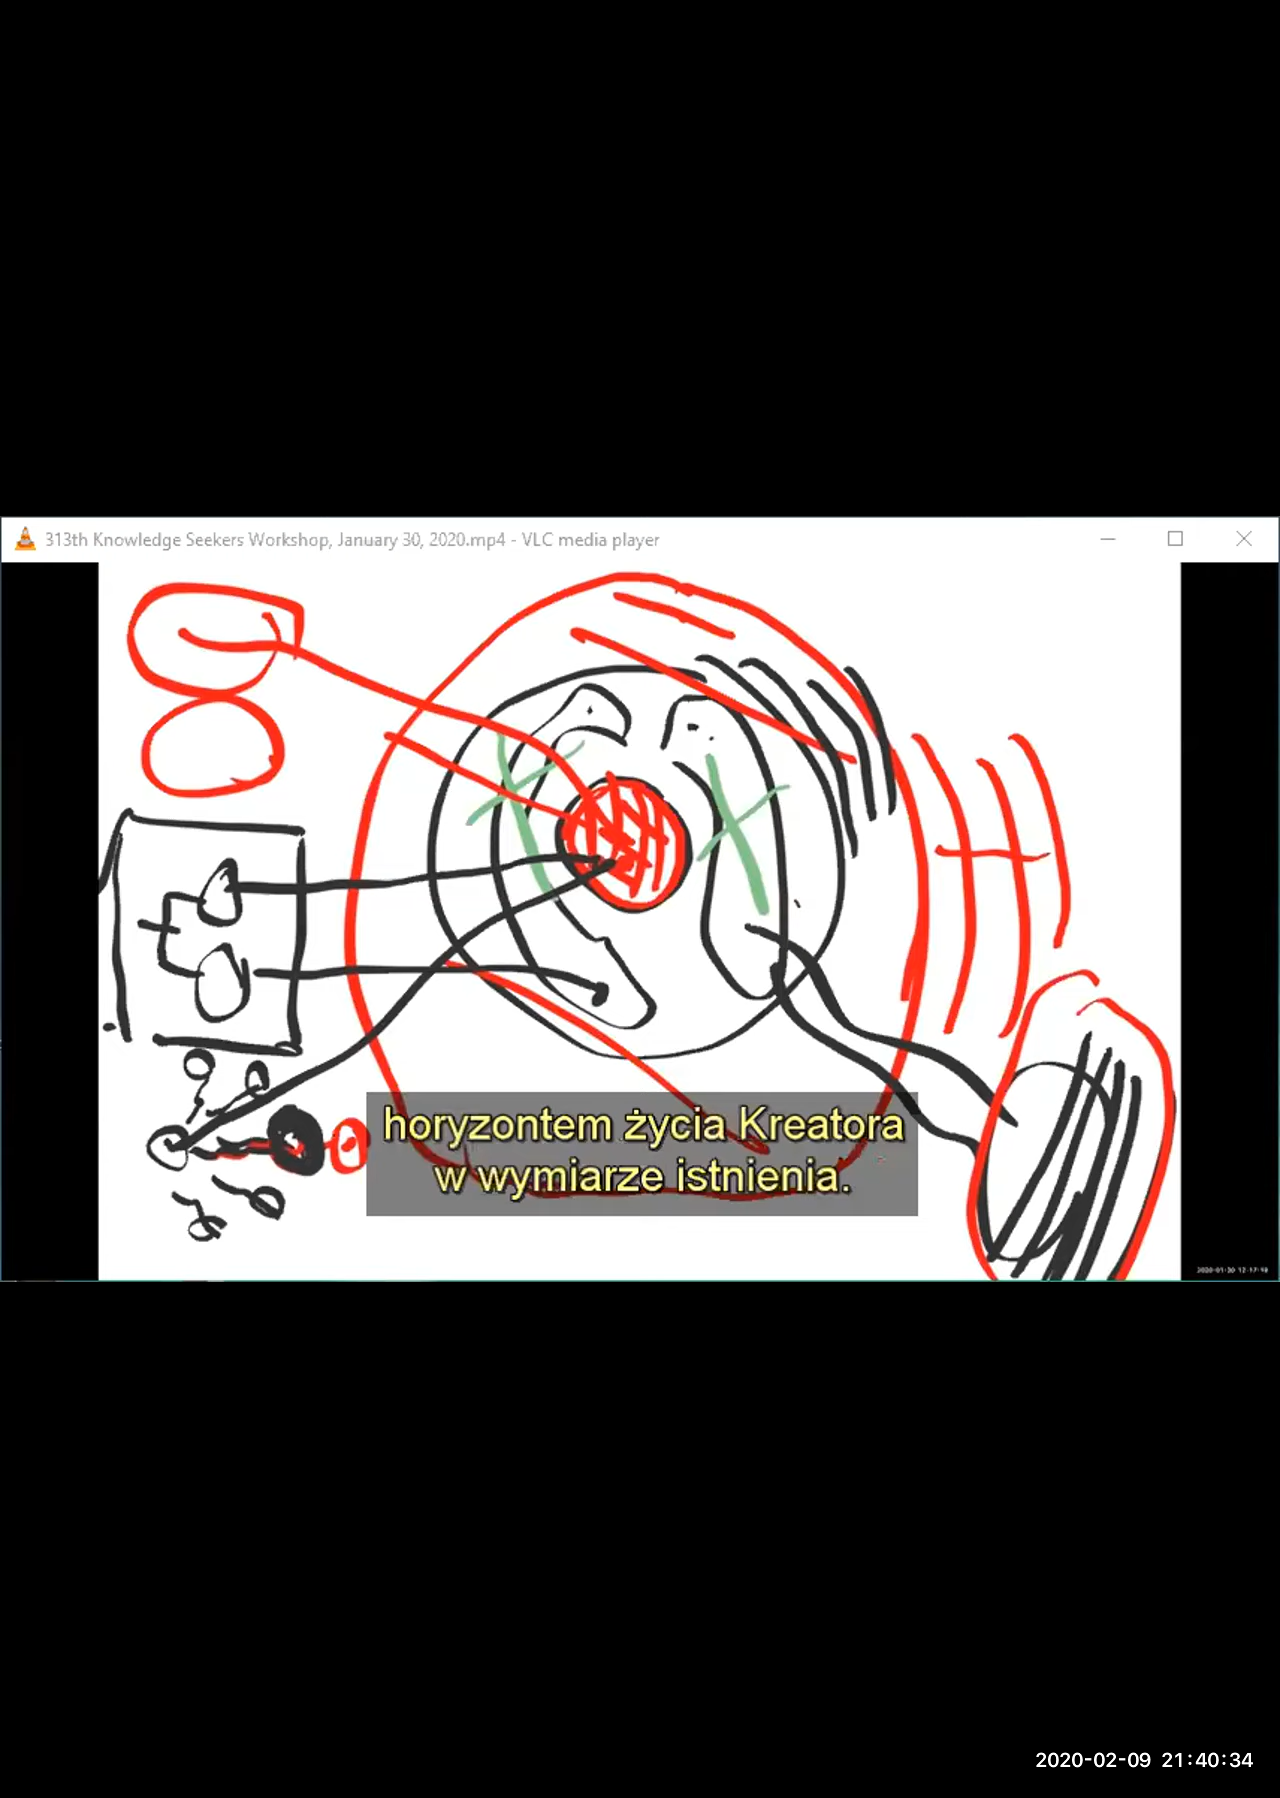 313th Knowledge Seekers Workshop, January 30, 2020.mp4 - VLC media player
horyzontem życia Kreatora
w wymiarze istnienia.
2020-02-09 21:40:34